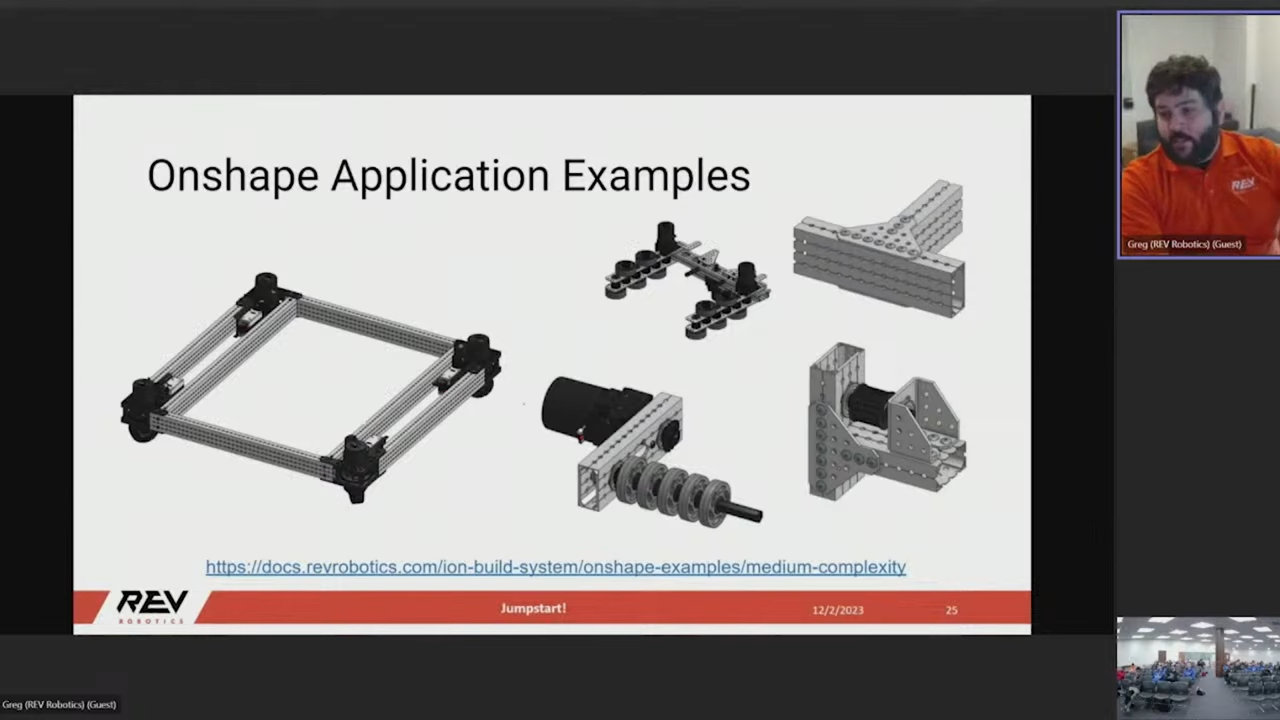 Onshape Application Examples
https://docs.revrobotics.com/ion-build-system/onshape-examples/medium-complexity
REV
ROBOTICS
Jumpstart!
12/2/2023
25
REV
Greg (REV Robotics) (Guest)
Greg (REV Robotics) (Guest)